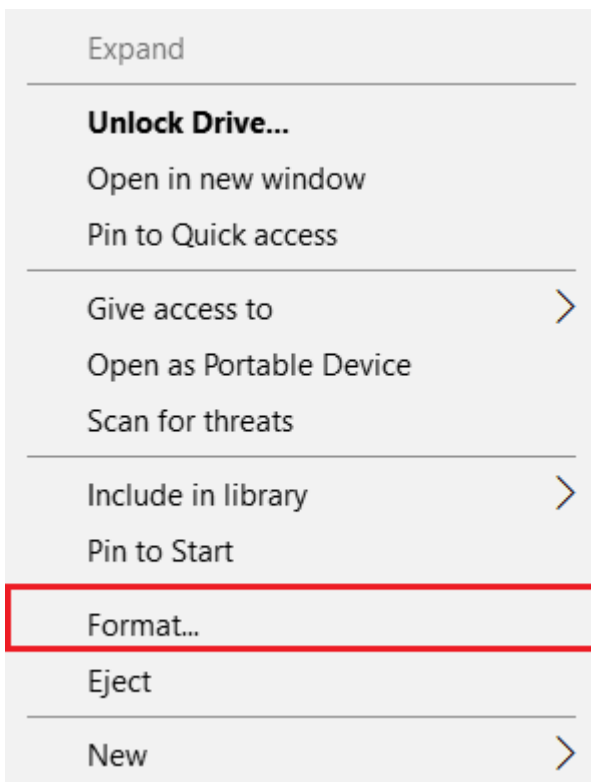 Expand
Unlock Drive...
Open in new window
Pin to Quick access
Give access to
Open as Portable Device
Scan for threats
Include in library
Pin to Start
Format...
Eject
New